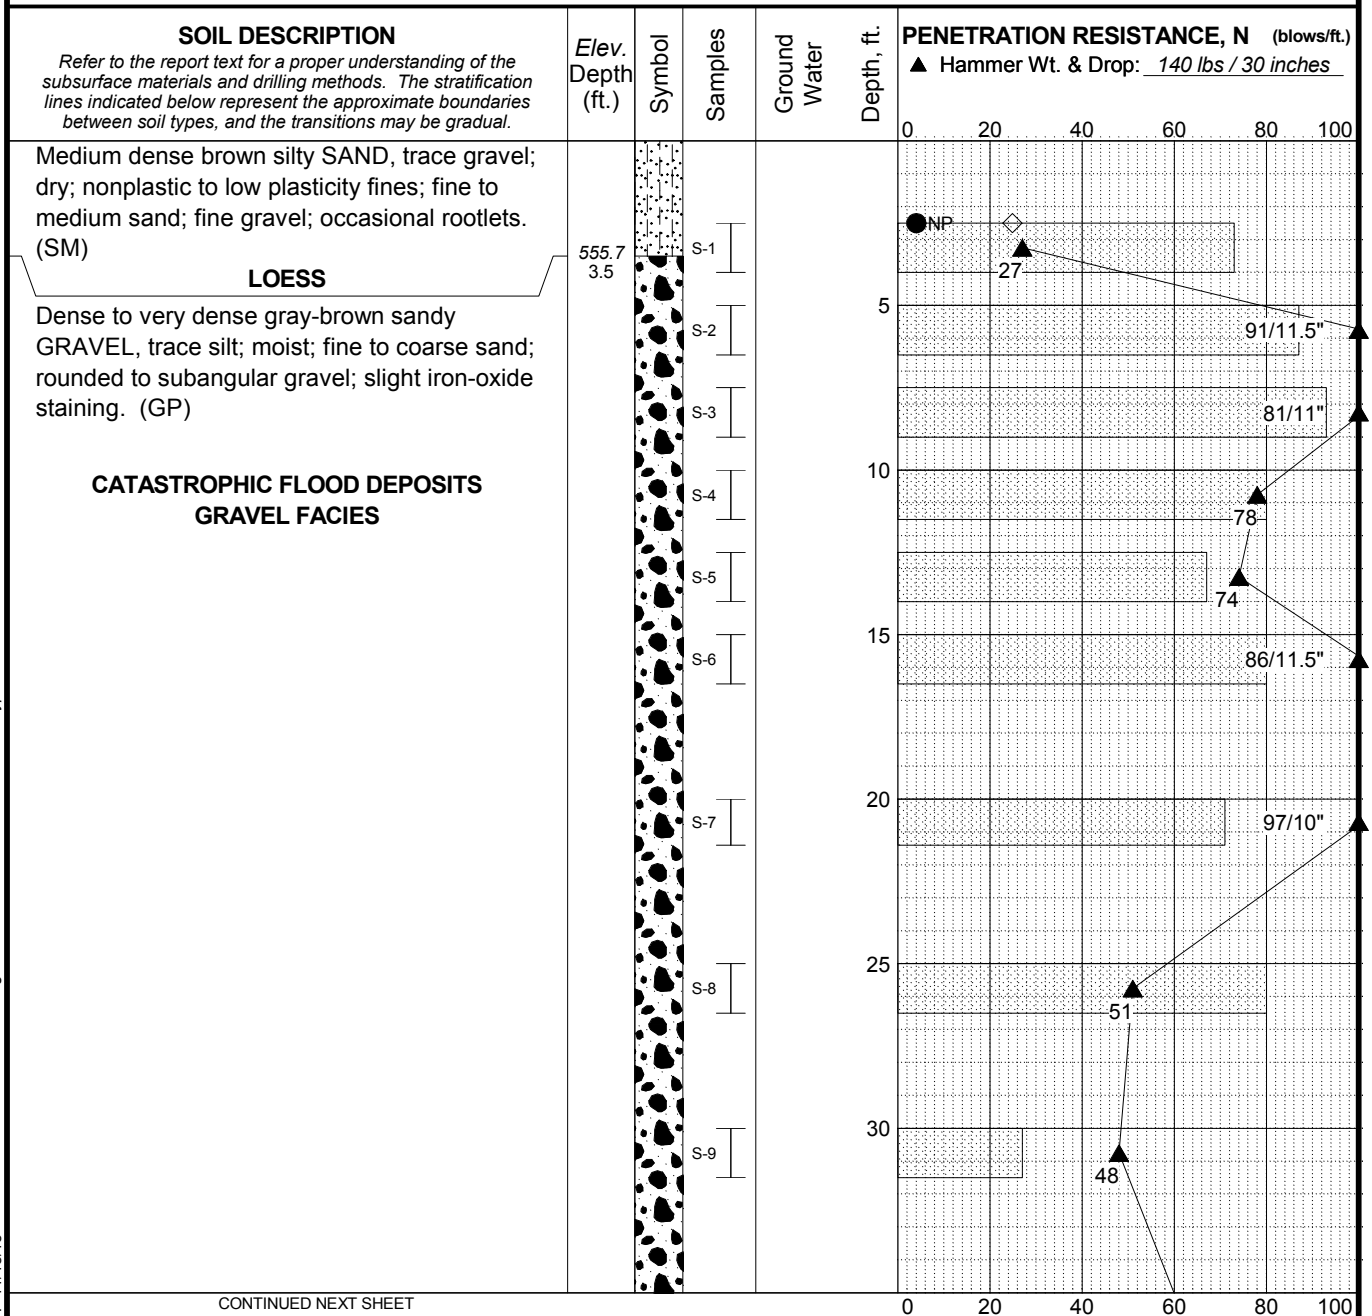 SOIL DESCRIPTION
Refer to the report text for a proper understanding of the
subsurface materials and drilling methods. The stratification
lines indicated below represent the approximate boundaries
between soil types, and the transitions may be gradual.
Elev.
Depth
(ft.)
Symbol
Samples
Ground
Water
Depth, ft.
PENETRATION RESISTANCE, N (blows/ft.)
▲ Hammer Wt. & Drop: 140 lbs / 30 inches
0 20 40 60 80 100
Medium dense brown silty SAND, trace gravel;
dry; nonplastic to low plasticity fines; fine to
medium sand; fine gravel; occasional rootlets.
(SM)
LOESS
555.7
3.5
Dense to very dense gray-brown sandy
GRAVEL, trace silt; moist; fine to coarse sand;
rounded to subangular gravel; slight iron-oxide
staining. (GP)
CATASTROPHIC FLOOD DEPOSITS
GRAVEL FACIES
S-1
S-2
S-3
S-4
S-5
S-6
S-7
S-8
S-9
5
10
15
20
25
30
NP
27
91/11.5"
81/11"
78
74
86/11.5"
97/10"
51
48
CONTINUED NEXT SHEET
0 20 40 60 80 100